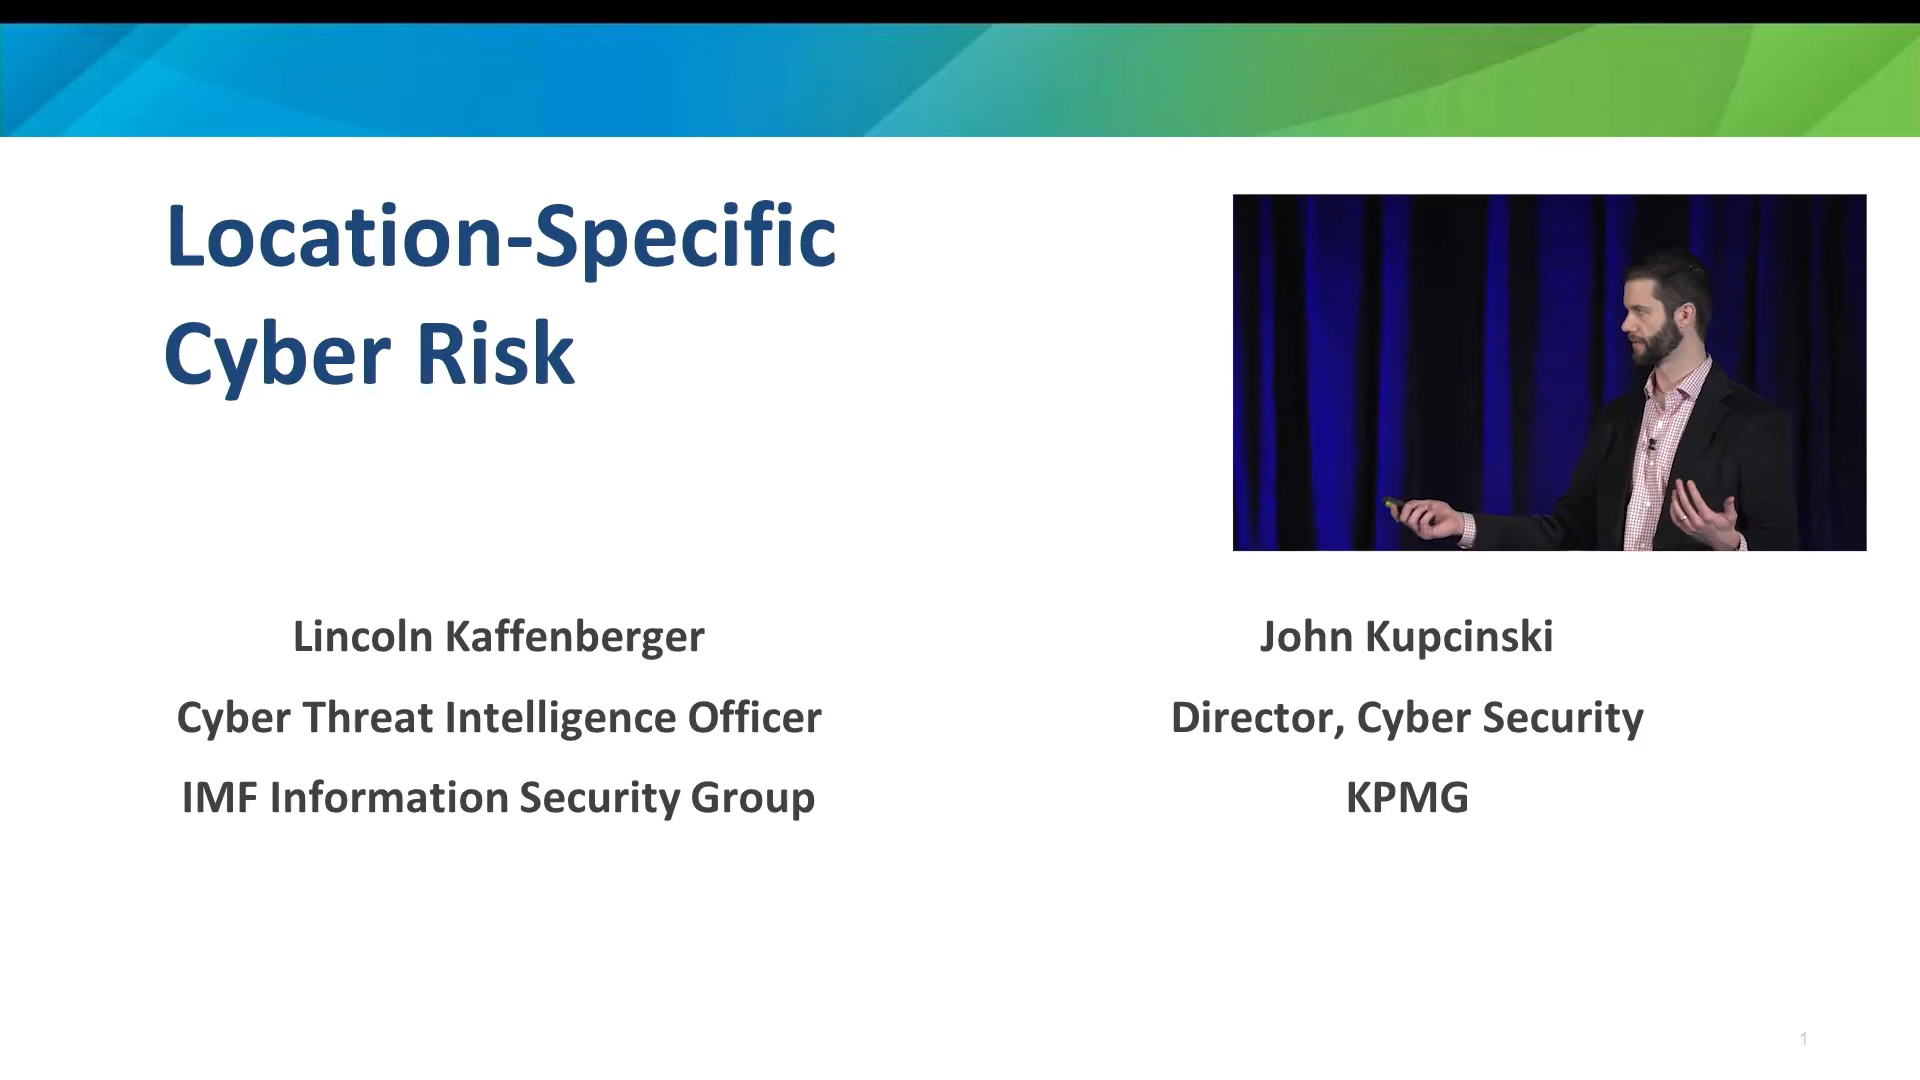 Location-Specific
Cyber Risk
Lincoln Kaffenberger
Cyber Threat Intelligence Officer
IMF Information Security Group
John Kupcinski
Director, Cyber Security
KPMG
1